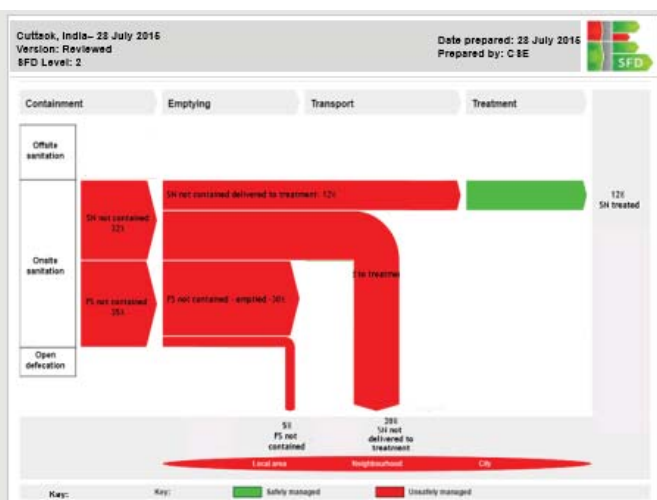 Cuttack, India– 28 July 2016
Version: Reviewed
SFD Level: 2
Date prepared: 28 July 2016
Prepared by: CSE
SFD
Containment
Emptying
Transport
Treatment
Offsite
sanitation
Onsite
sanitation
Open
defecation
SN not contained
FS not contained
35%
SN not contained delivered to treatment: 12%
to treatment
FS not contained - emptied -30%
12%
SN treated
5%
FS not
contained
20%
SN not
delivered to
treatment
Local area
Neighbourhood
City
Key:
Key:
Safely managed
Unsafely managed